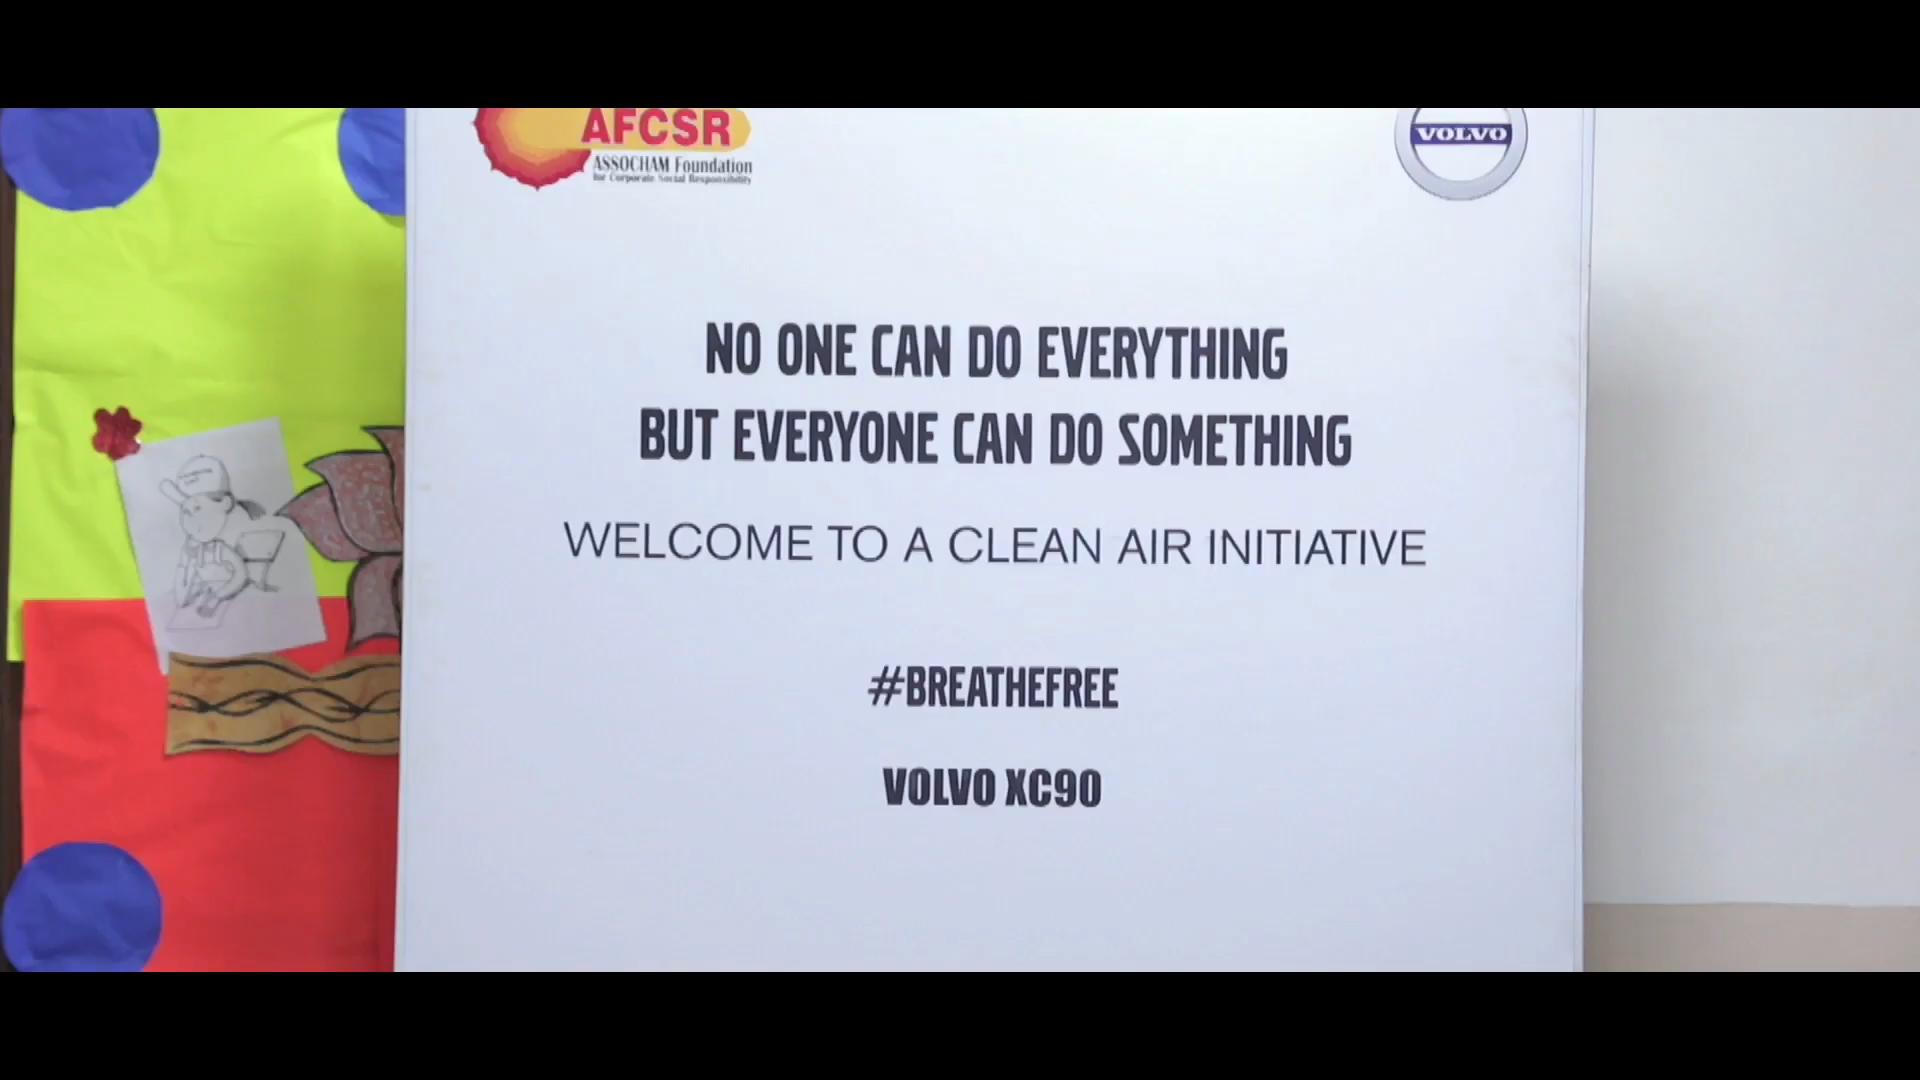 AFCSR
ASSOCHAM Foundation
for Corporate Social Responsibility
VOLVO
NO ONE CAN DO EVERYTHING
BUT EVERYONE CAN DO SOMETHING
WELCOME TO A CLEAN AIR INITIATIVE
#BREATHEFREE
VOLVO XC90